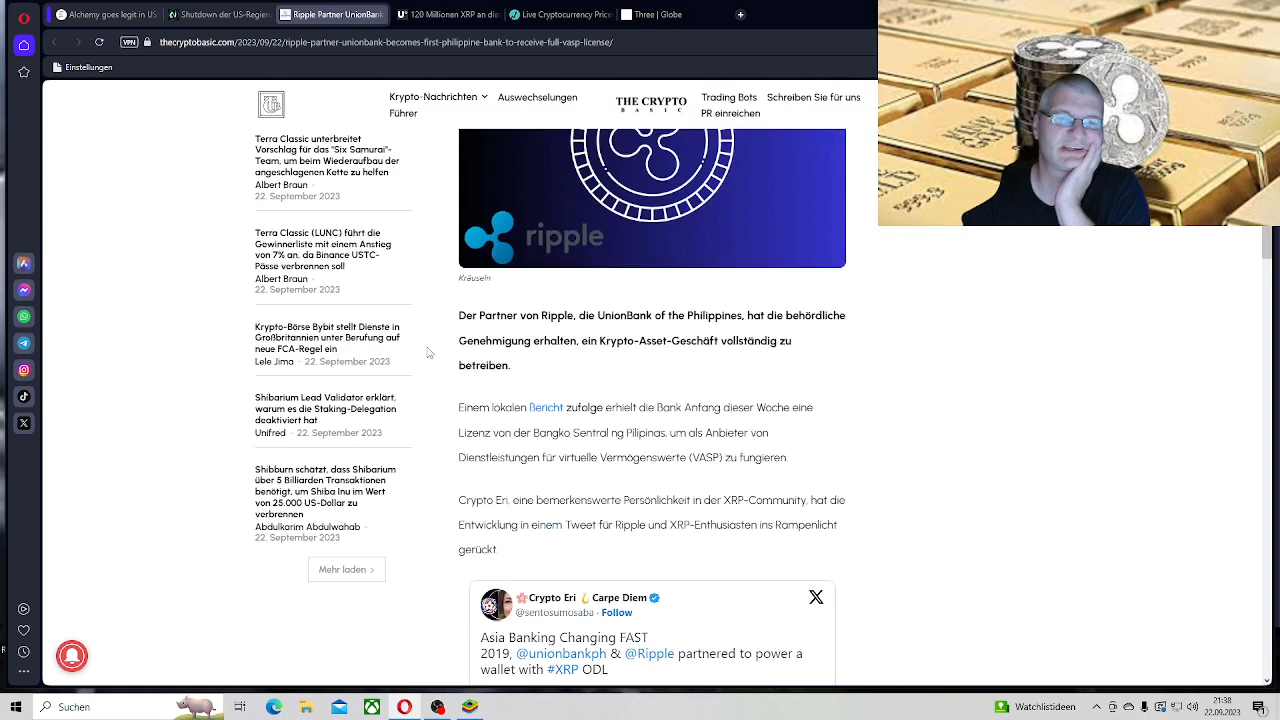 Alchemy goes legit in US
Shutdown der US-Regier
Ripple Partner UnionBank
120 Millionen XRP an dies
Live Cryptocurrency Prices
Three | Globe
VPN
thecryptobasic.com/2023/09/22/ripple-partner-unionbank-becomes-first-philippine-bank-to-receive-full-vasp-license/
Einstellungen
Krypto-Nachrichten
Auswechselungen
Führer
THE CRYPTO
BASIC
Trading Bots
Schreiben Sie für uns
PR einreichen
Terra Classic unterbreitet
Vorschlag für das "Six Samurai"-
Team, um beim Wiederaufbau der
angeschlagenen Kette zu helfen
Albert Braun -
22. September 2023
Terra Classic (LUNC) führt die
Gewinnerliste mit einem Anstieg
von 7% an, da Binance USTC-
Pässe verbrennen soll
Albert Braun -
22. September 2023
Krypto-Börse Bybit stellt Dienste in
Großbritannien unter Berufung auf
neue FCA-Regel ein
Lele Jima - 22. September 2023
Shibarium Lead Validator erklärt,
warum es die Staking-Delegation
deaktiviert hat
Unifred - 22. September 2023
Shibburn schätzt, dass Shibarium
über 5 Billiarden Transaktionen
benötigt, um Shiba Inu im Wert
von 25.000 US-Dollar zu
verbrennen
Abdulkarim Abdulwahab -
22. September 2023
Mehr laden >
ripple
Kräuseln
Der Partner von Ripple, die UnionBank of the Philippines, hat die behördliche
Genehmigung erhalten, ein Krypto-Asset-Geschäft vollständig zu
betreiben.
Einem lokalen Bericht zufolge erhielt die Bank Anfang dieser Woche eine
Lizenz von der Bangko Sentral ng Pilipinas, um als Anbieter von
Dienstleistungen für virtuelle Vermögenswerte (VASP) zu fungieren.
Crypto Eri, eine bemerkenswerte Persönlichkeit in der XRP-Community, hat die
Entwicklung in einem Tweet für Ripple und XRP-Enthusiasten ins Rampenlicht
gerückt.
Crypto Eri Carpe Diem
@sentosumosaba · Follow
Asia Banking Changing FAST
2019, @unionbankph & @Ripple partnered to power a
wallet with #XRP ODL
999.9
Suchen
Watchlistideen
21:38
22.09.2023